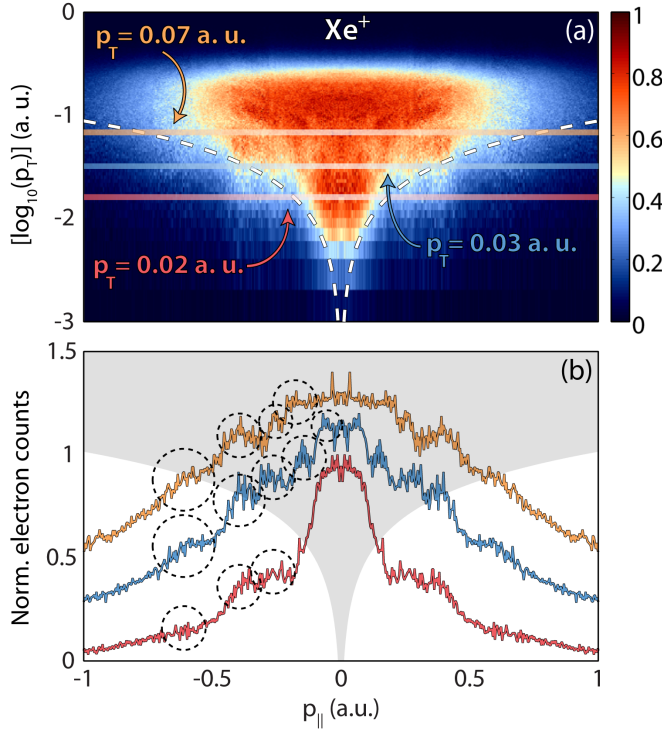 Xe⁺
(a)
p_T = 0.07 a. u.
p_T = 0.03 a. u.
p_T = 0.02 a. u.
[log₁₀(p_T)] (a. u.)
0
-1
-2
-3
1
0.8
0.6
0.4
0.2
0
(b)
Norm. electron counts
1.5
1
0.5
0
-1
-0.5
0
0.5
1
p_|| (a.u.)